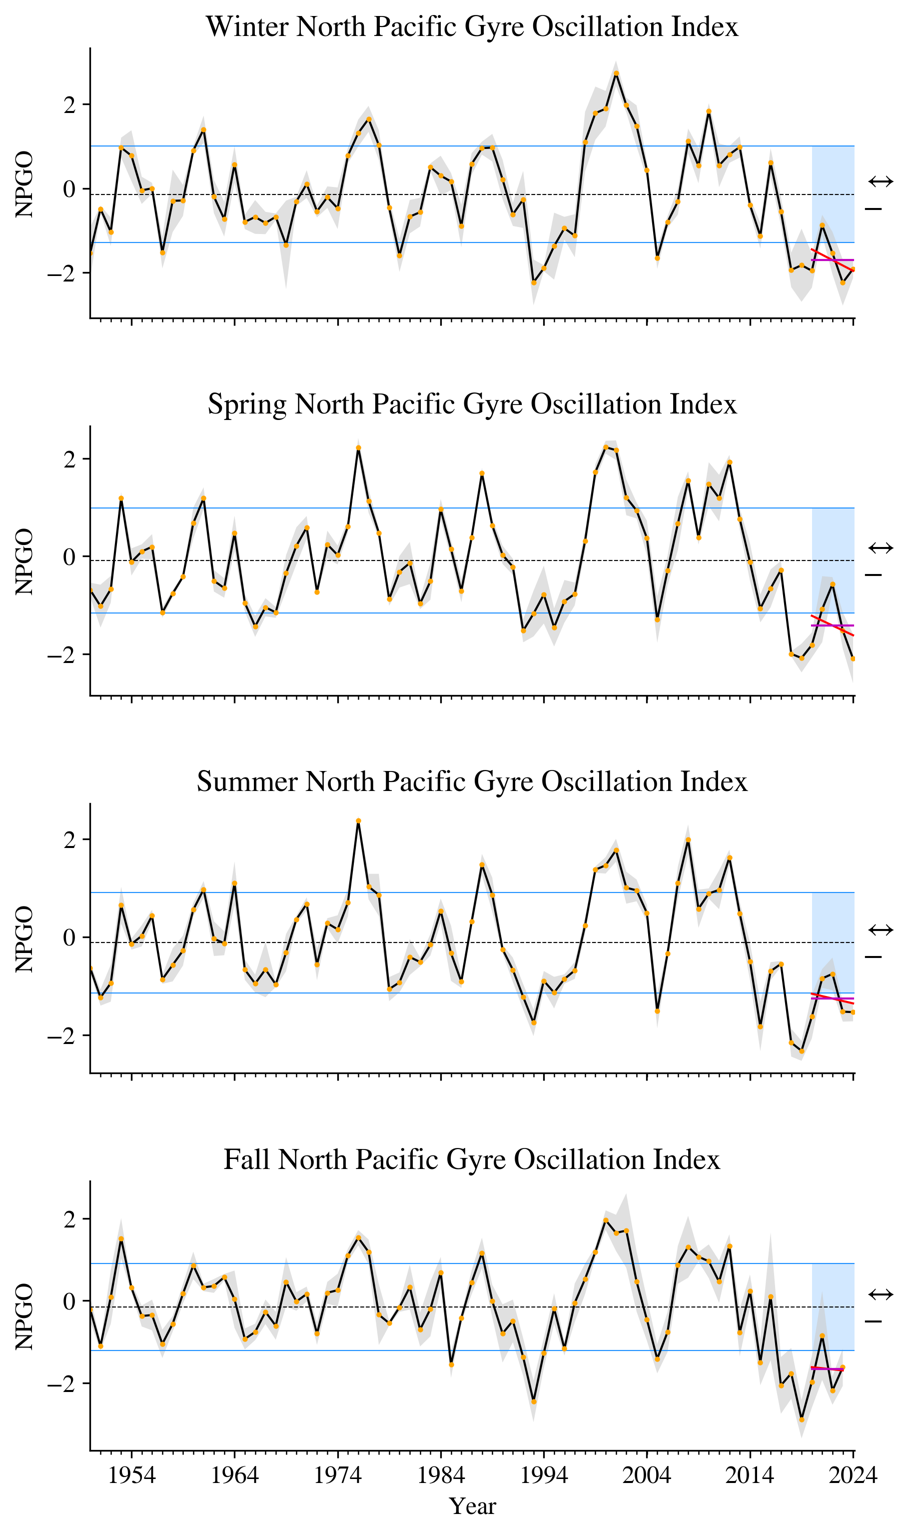 Winter North Pacific Gyre Oscillation Index
2
0
−2
NPGO
↔
−
Spring North Pacific Gyre Oscillation Index
2
0
−2
NPGO
↔
−
Summer North Pacific Gyre Oscillation Index
2
0
−2
NPGO
↔
−
Fall North Pacific Gyre Oscillation Index
2
0
−2
NPGO
↔
−
1954 1964 1974 1984 1994 2004 2014 2024
Year